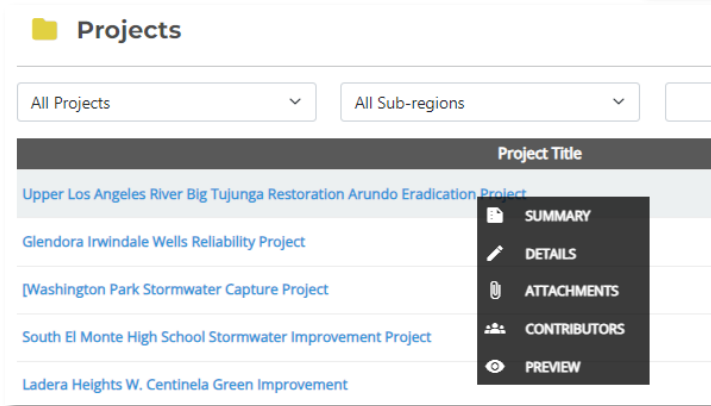 Projects
All Projects
All Sub-regions
Project Title
Upper Los Angeles River Big Tujunga Restoration Arundo Eradication Project
SUMMARY
Glendora Irwindale Wells Reliability Project
DETAILS
[Washington Park Stormwater Capture Project
ATTACHMENTS
South El Monte High School Stormwater Improvement Project
CONTRIBUTORS
PREVIEW
Ladera Heights W. Centinela Green Improvement